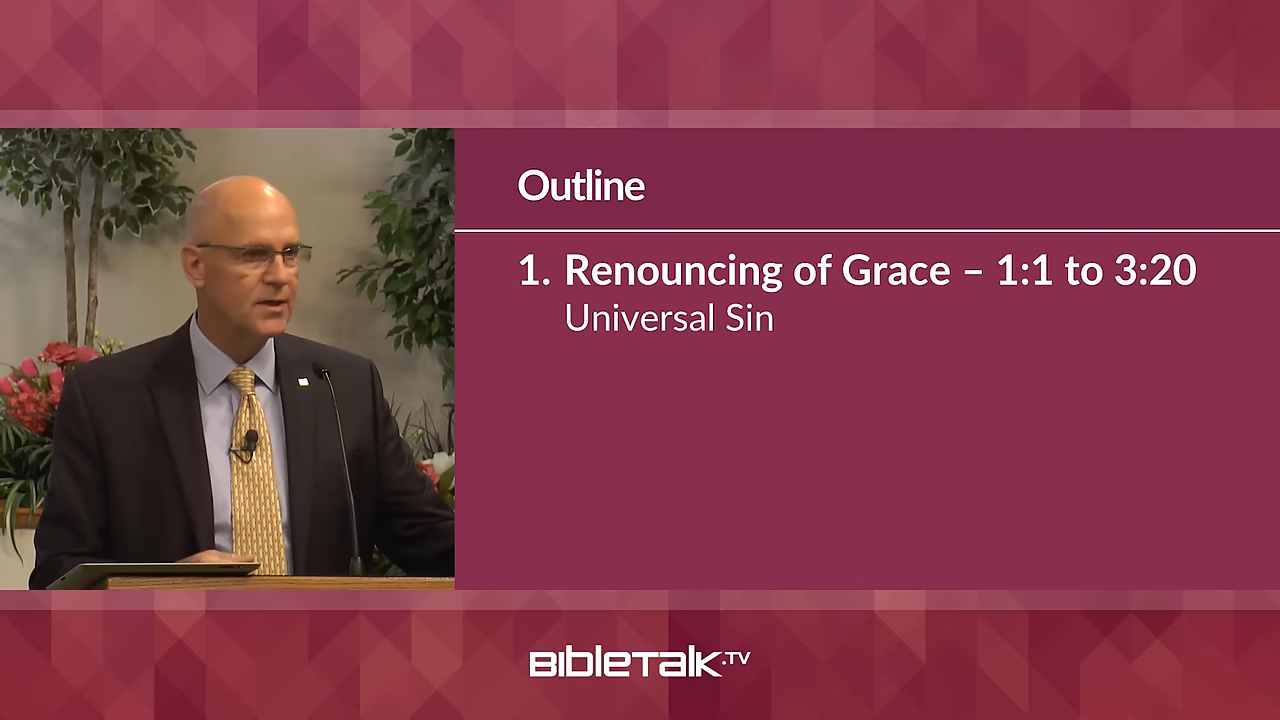 Outline
1. Renouncing of Grace – 1:1 to 3:20
Universal Sin
BIBLETALK.TV